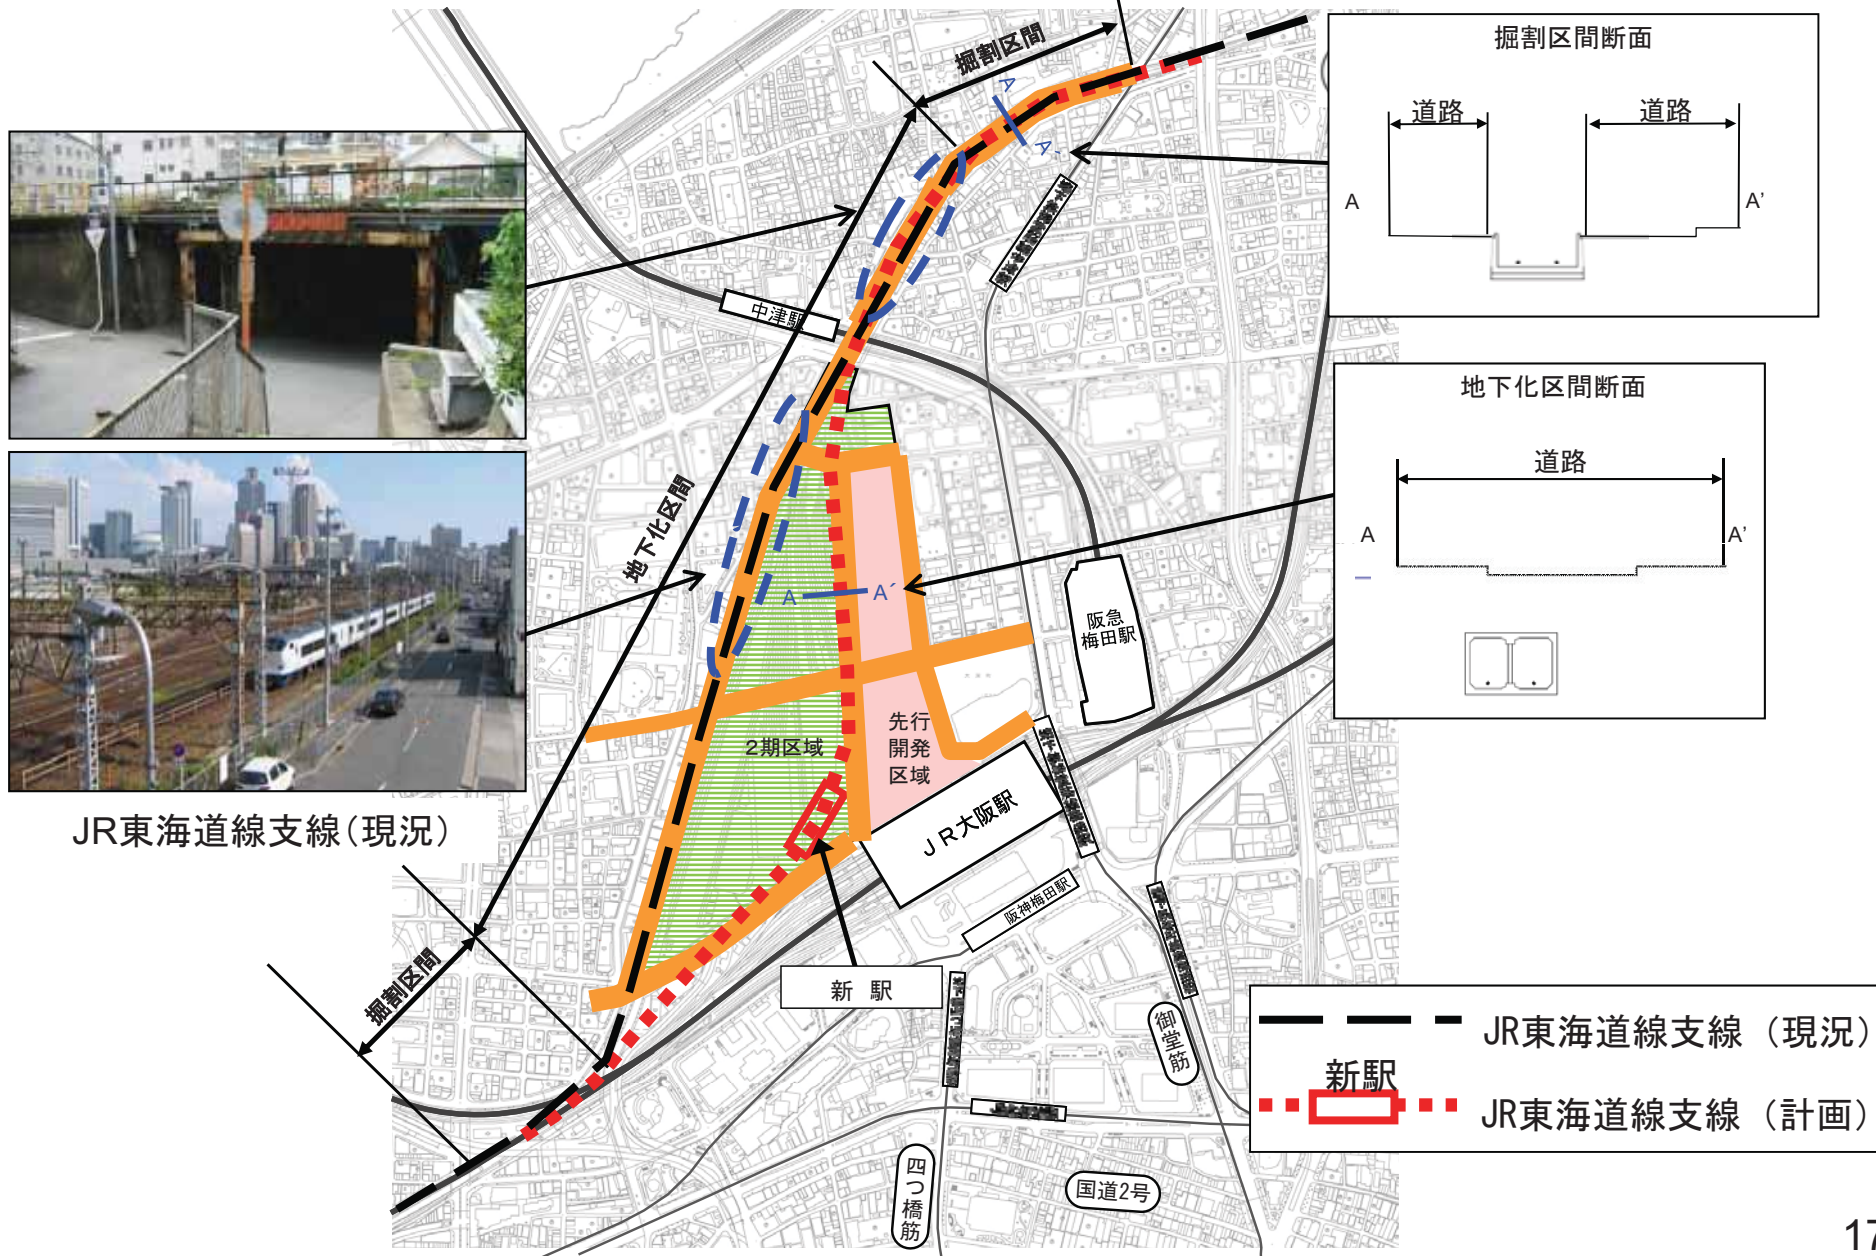 掘割区間
A
A'
中津駅
地下化区間
A
A´
阪急
梅田駅
2期区域
先行
開発
区域
JR大阪駅
阪神梅田駅
新 駅
掘割区間
御堂筋
四つ橋筋
国道2号
JR東海道線支線(現況)
掘割区間断面
道路
道路
A
A'
地下化区間断面
道路
A
A'
JR東海道線支線(現況)
新駅
JR東海道線支線(計画)
17